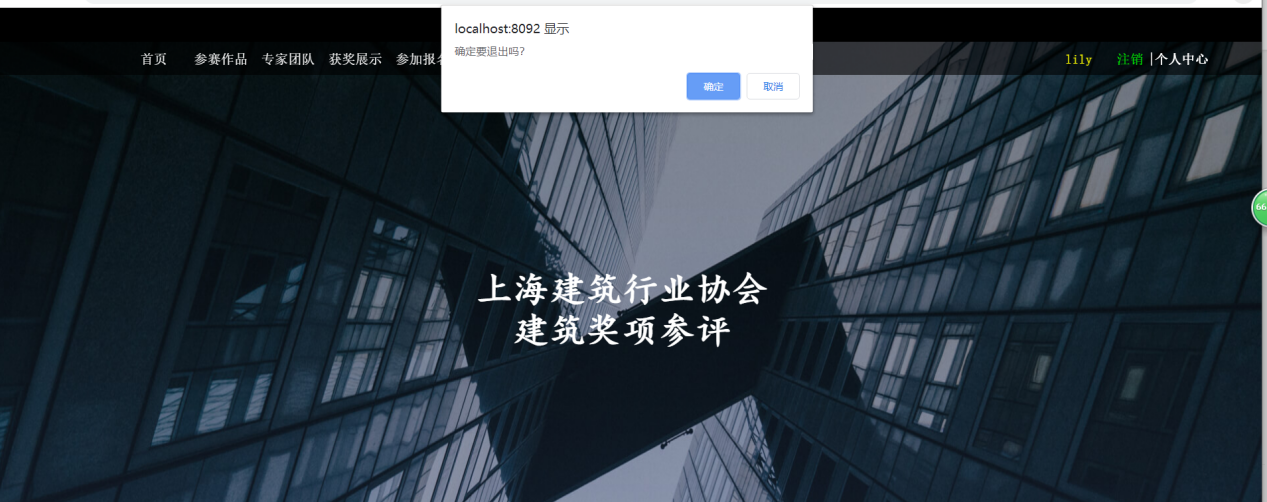 localhost:8092 显示
确定要退出吗?
确定 取消
首页 参赛作品 专家团队 获奖展示 参加报名 lily 注销 |个人中心
66
上海建筑行业协会
建筑奖项参评